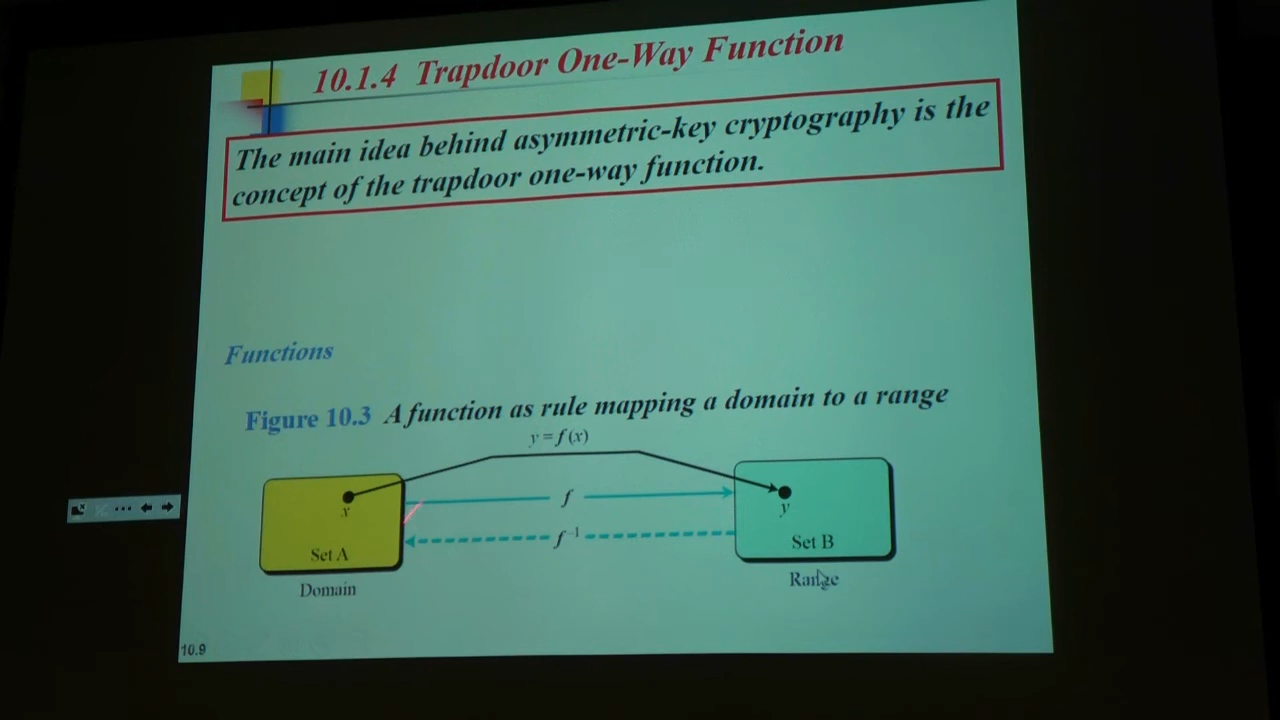 10.1.4 Trapdoor One-Way Function
The main idea behind asymmetric-key cryptography is the
concept of the trapdoor one-way function.
Functions
Figure 10.3 A function as rule mapping a domain to a range
y = f (x)
x
f
y
f⁻¹
Set A
Set B
Domain
Range
10.9